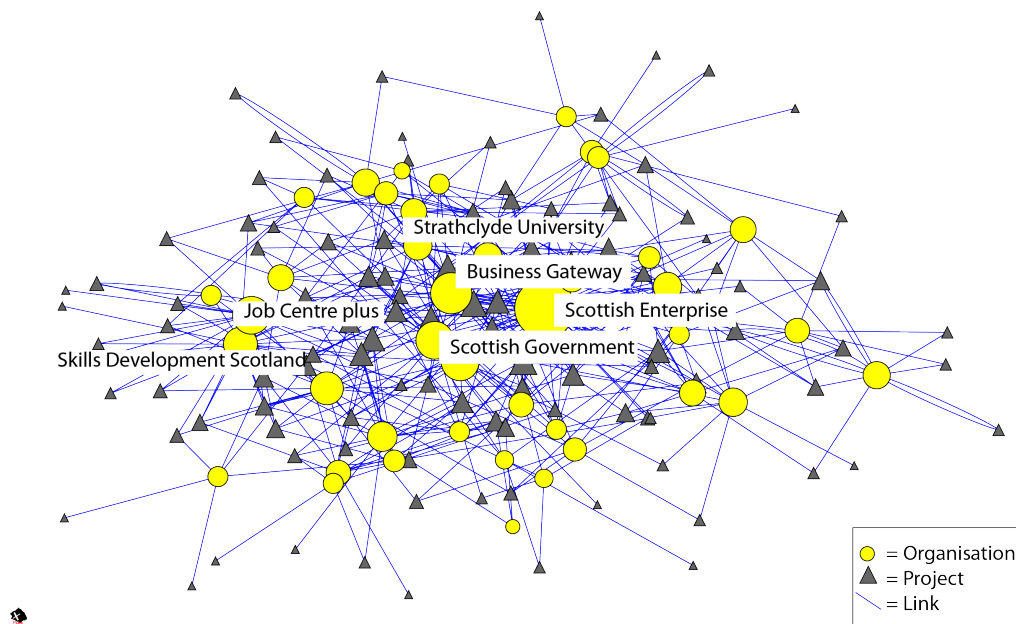 Strathclyde University
Business Gateway
Job Centre plus
Scottish Enterprise
Scottish Government
Skills Development Scotland
= Organisation
= Project
= Link